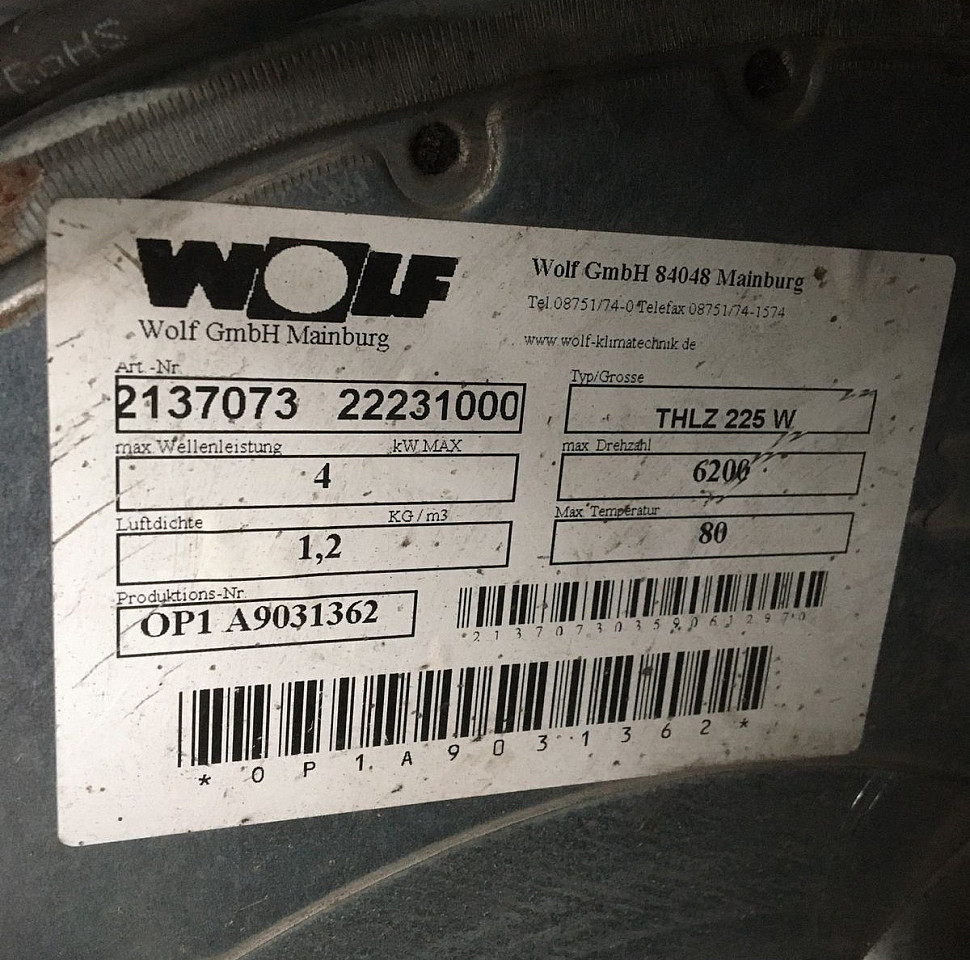 RoHS
WOLF
Wolf GmbH Mainburg
Wolf GmbH 84048 Mainburg
Tel.08751/74-0 Telefax 08751/74-1574
www.wolf-klimatechnik.de
Art.-Nr.
2137073 22231000
Typ/Grosse
THLZ 225 W
max.Wellenleistung kW MAX
4
max. Drehzahl
6200
Luftdichte KG/m3
1,2
Max Temperatur
80
Produktions-Nr.
OP1 A9031362
*213707303590612970
*OP1A9031362*